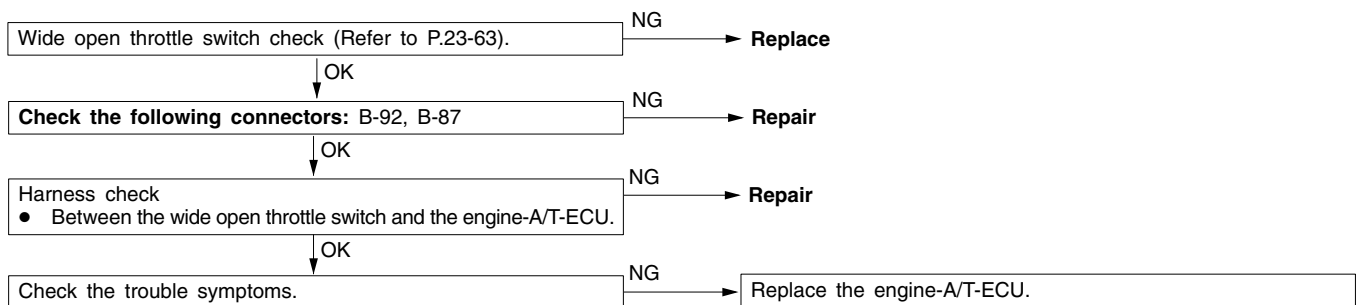 Wide open throttle switch check (Refer to P.23-63).
NG
Replace
OK
Check the following connectors: B-92, B-87
NG
Repair
OK
Harness check
● Between the wide open throttle switch and the engine-A/T-ECU.
NG
Repair
OK
Check the trouble symptoms.
NG
Replace the engine-A/T-ECU.